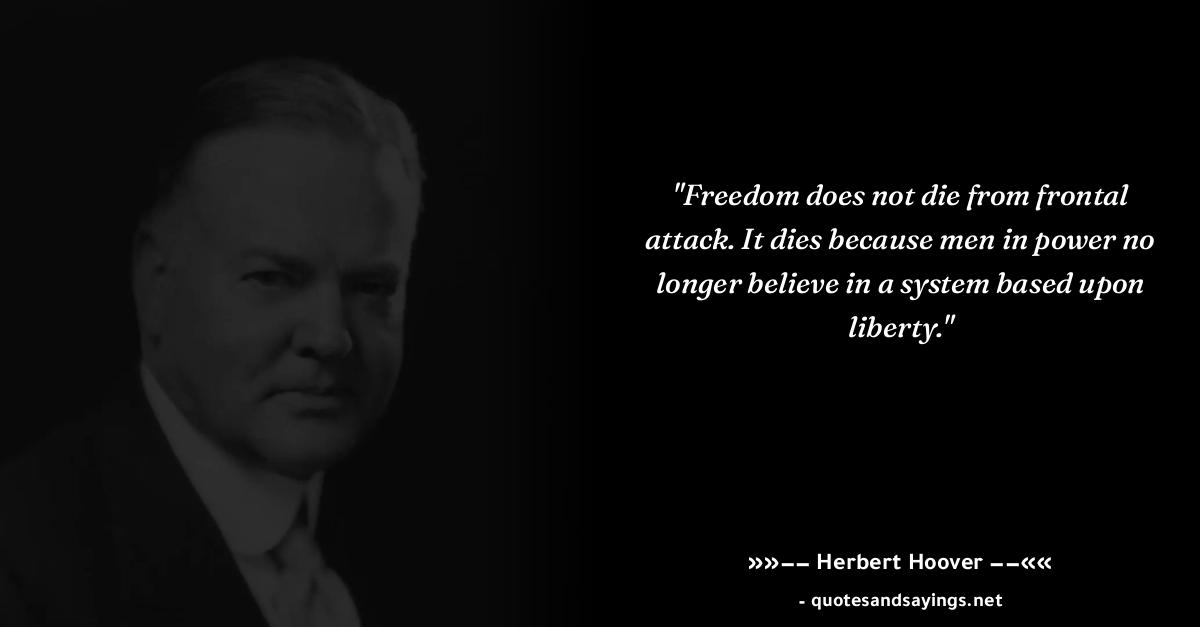 "Freedom does not die from frontal
attack. It dies because men in power no
longer believe in a system based upon
liberty."
»»−− Herbert Hoover −−««
- quotesandsayings.net